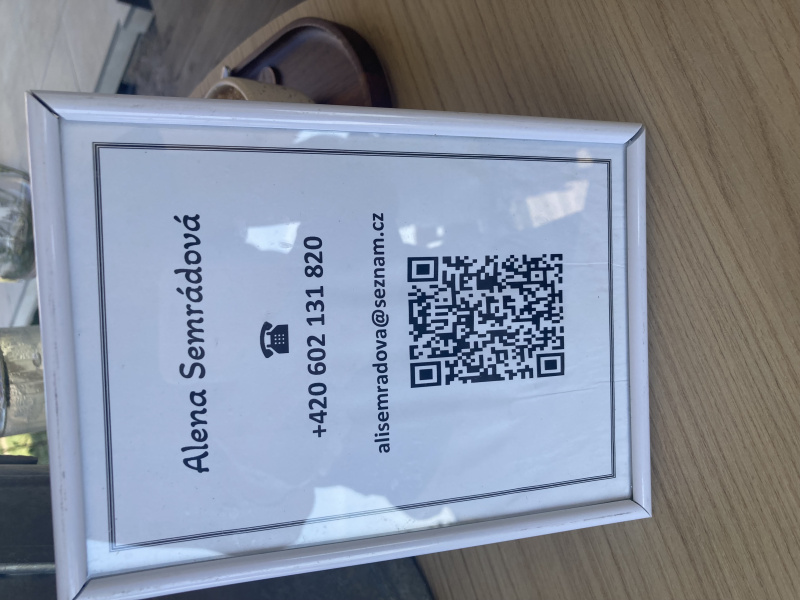 Alena Semrádová
+420 602 131 820
alisemradova@seznam.cz